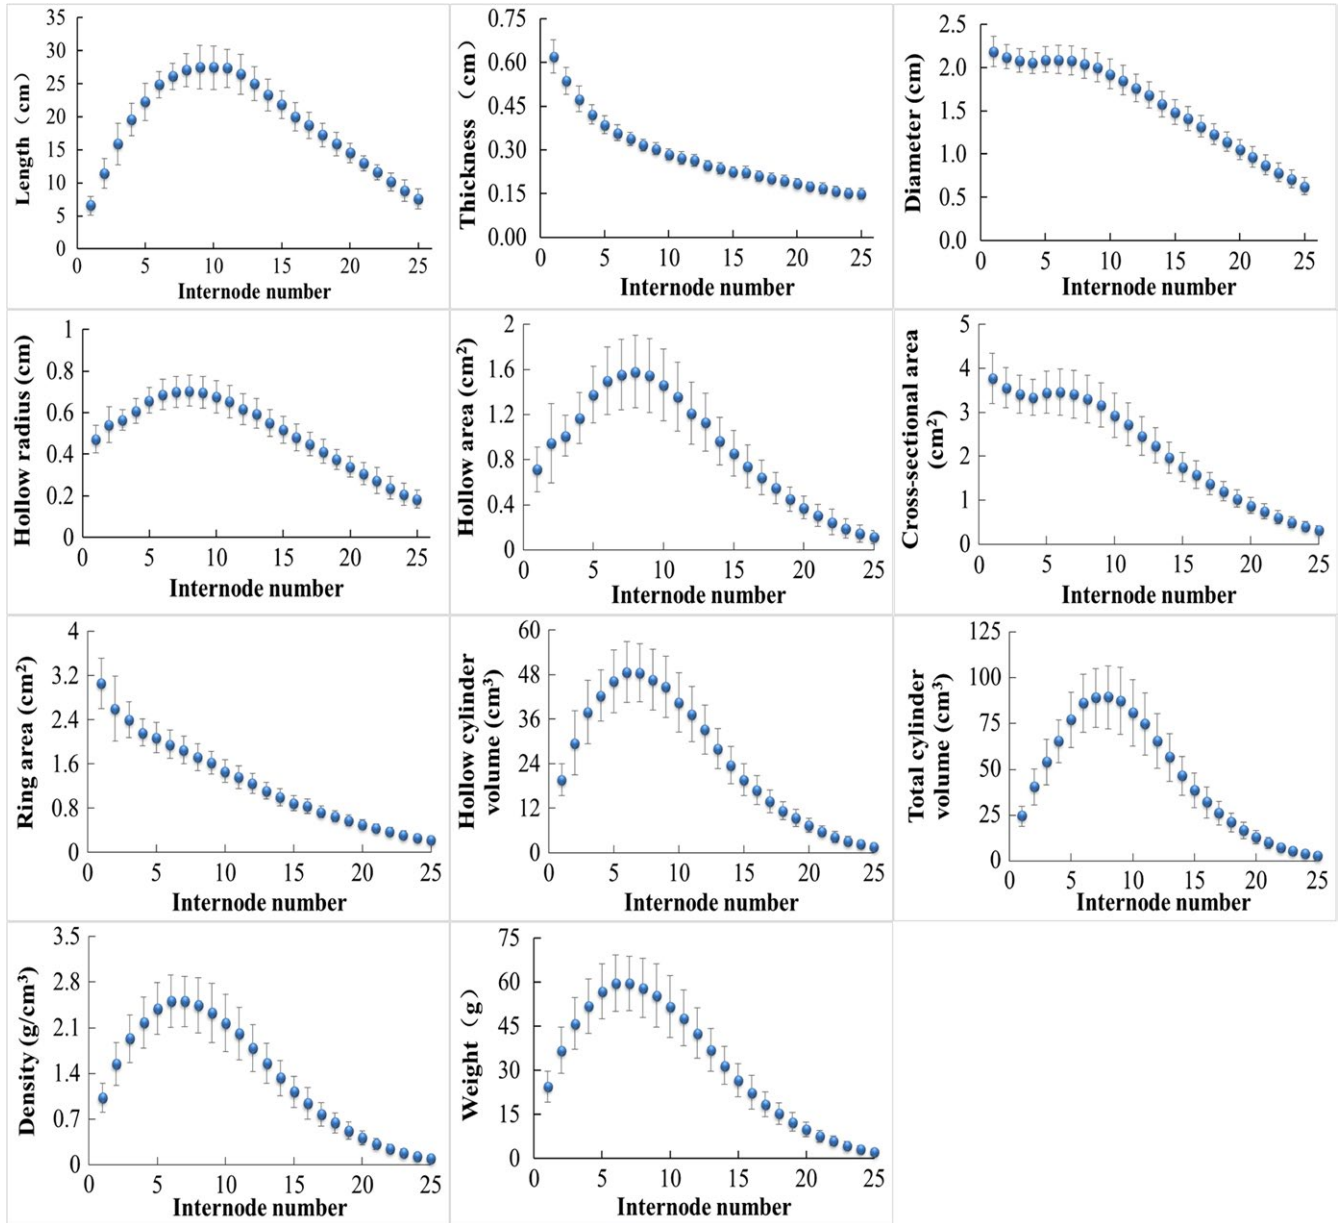 Length（cm）
35
30
25
20
15
10
5
0
0 5 10 15 20 25
Internode number
Thickness （cm）
0.75
0.60
0.45
0.30
0.15
0.00
0 5 10 15 20 25
Internode number
Diameter (cm)
2.5
2.0
1.5
1.0
0.5
0.0
0 5 10 15 20 25
Internode number
Hollow radius (cm)
1
0.8
0.6
0.4
0.2
0
0 5 10 15 20 25
Internode number
Hollow area (cm²)
2
1.6
1.2
0.8
0.4
0
0 5 10 15 20 25
Internode number
Cross-sectional area
(cm²)
5
4
3
2
1
0
0 5 10 15 20 25
Internode number
Ring area (cm²)
4
3.2
2.4
1.6
0.8
0
0 5 10 15 20 25
Internode number
Hollow cylinder
volume (cm³)
60
48
36
24
12
0
0 5 10 15 20 25
Internode number
Total cylinder
volume (cm³)
125
100
75
50
25
0
0 5 10 15 20 25
Internode number
Density (g/cm³)
3.5
2.8
2.1
1.4
0.7
0
0 5 10 15 20 25
Internode number
Weight（g）
75
60
45
30
15
0
0 5 10 15 20 25
Internode number